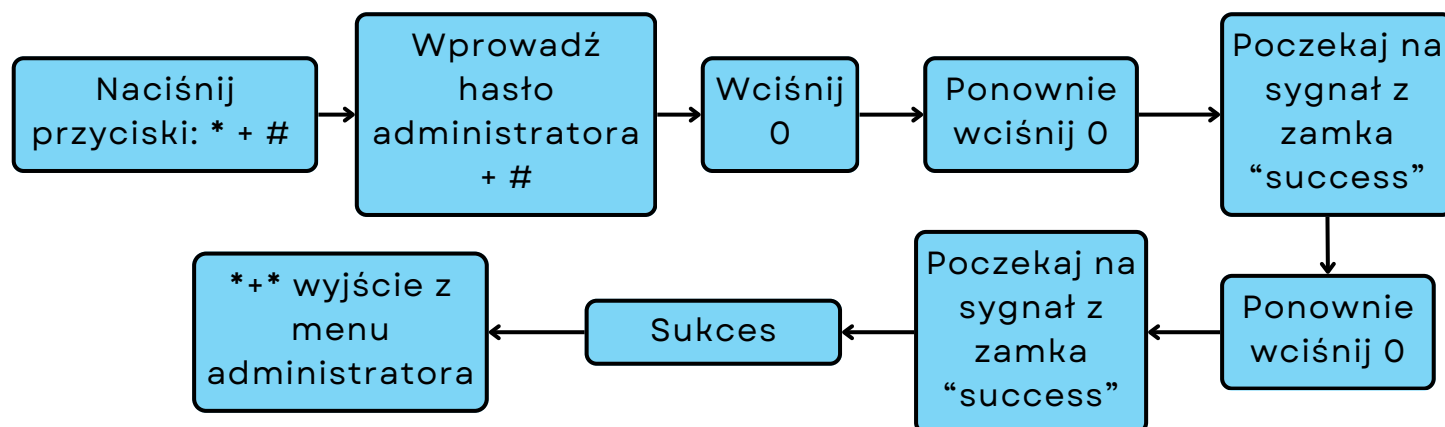 Naciśnij
przyciski: * + #
Wprowadź
hasło
administratora
+ #
Wciśnij
0
Ponownie
wciśnij 0
Poczekaj na
sygnał z
zamka
“success”
Ponownie
wciśnij 0
Poczekaj na
sygnał z
zamka
“success”
Sukces
*+* wyjście z
menu
administratora